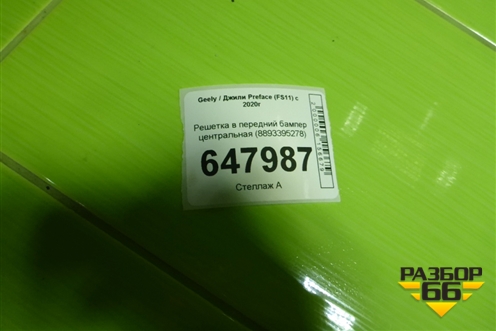 Geely / Джили Preface (FS11) с
2020г
Решетка в передний бампер
центральная (8893395278)
647987
Стеллаж А
РАЗБОР
66